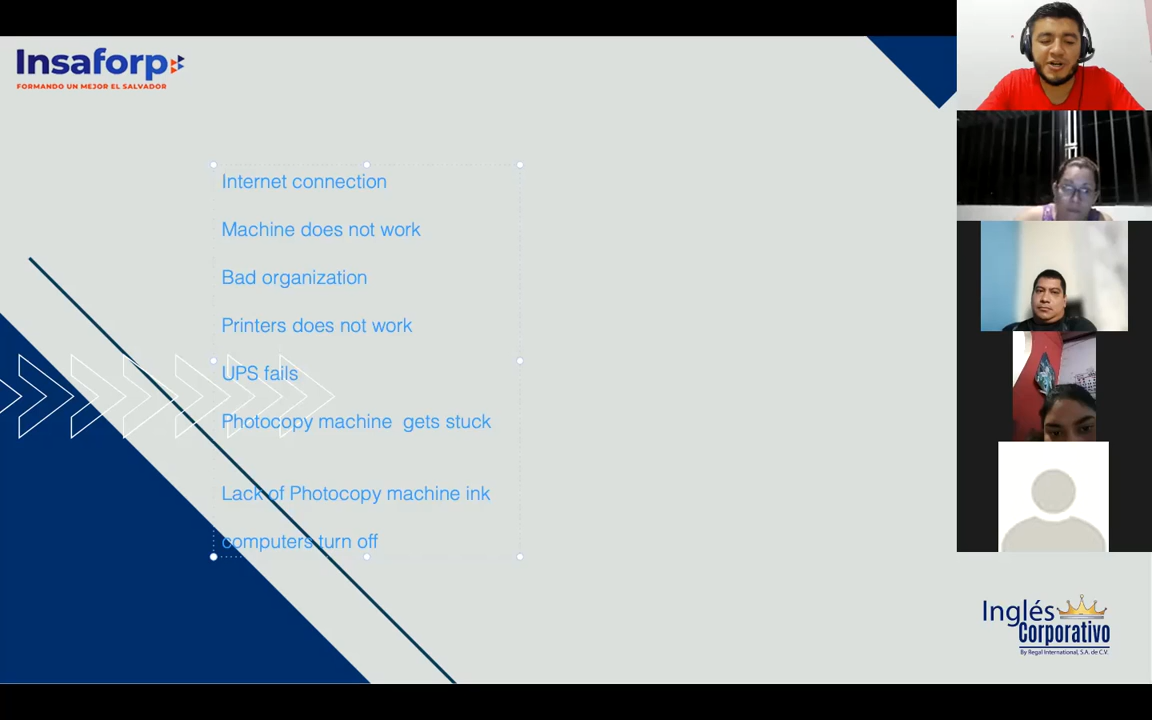 Insaforp
FORMANDO UN MEJOR EL SALVADOR
Internet connection
Machine does not work
Bad organization
Printers does not work
UPS fails
Photocopy machine gets stuck
Lack of Photocopy machine ink
computers turn off
Inglés
Corporativo
By Regal International, S.A. de C.V.